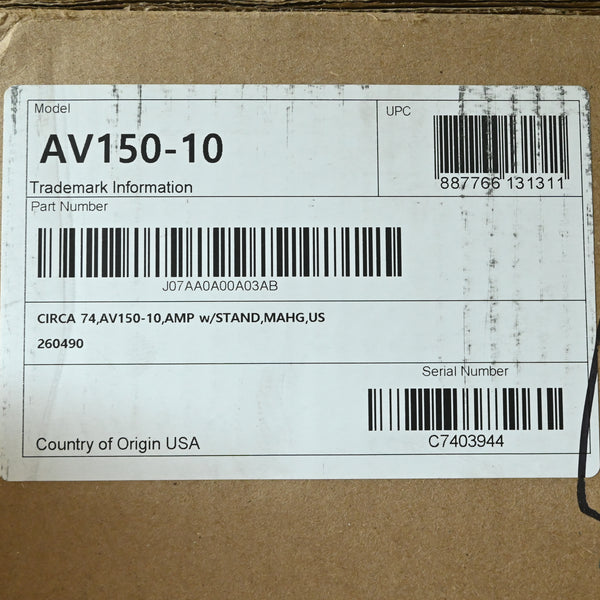 Model
AV150-10
Trademark Information
UPC
887766 131311
Part Number
J07AA0A00A03AB
CIRCA 74,AV150-10,AMP w/STAND,MAHG,US
260490
Serial Number
C7403944
Country of Origin USA